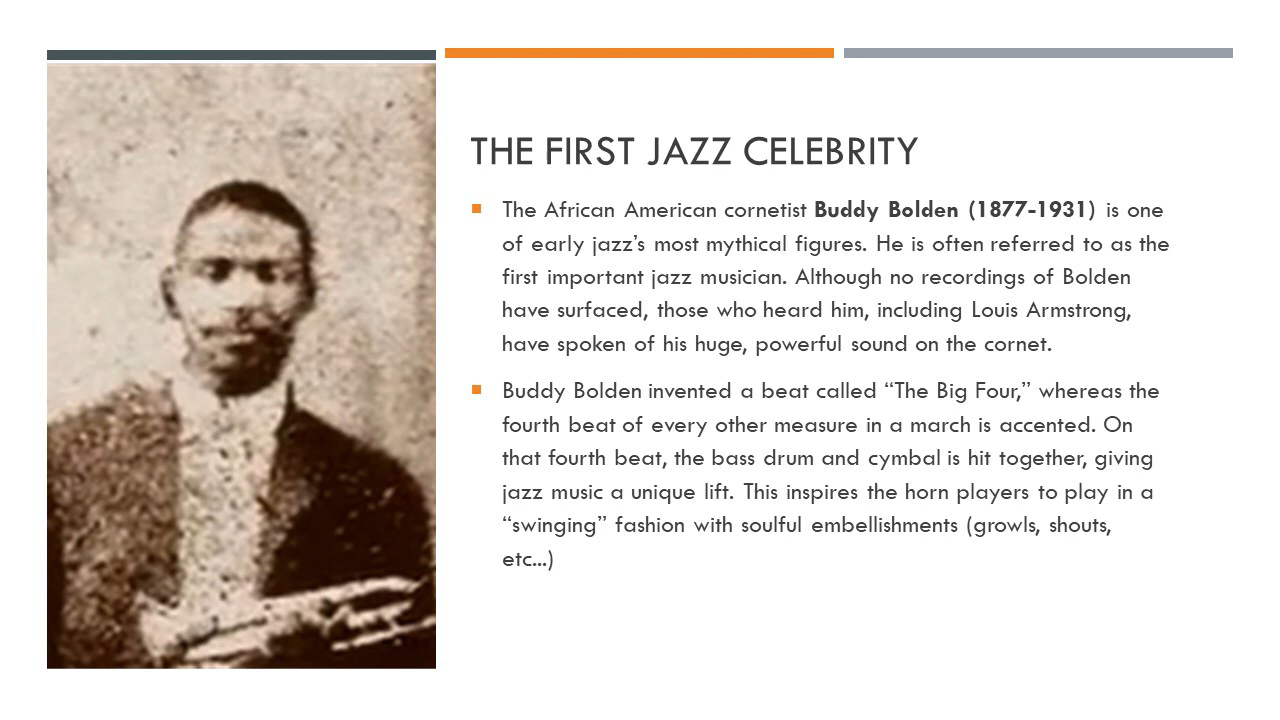 THE FIRST JAZZ CELEBRITY
The African American cornetist Buddy Bolden (1877-1931) is one
of early jazz’s most mythical figures. He is often referred to as the
first important jazz musician. Although no recordings of Bolden
have surfaced, those who heard him, including Louis Armstrong,
have spoken of his huge, powerful sound on the cornet.
Buddy Bolden invented a beat called “The Big Four,” whereas the
fourth beat of every other measure in a march is accented. On
that fourth beat, the bass drum and cymbal is hit together, giving
jazz music a unique lift. This inspires the horn players to play in a
“swinging” fashion with soulful embellishments (growls, shouts,
etc...)